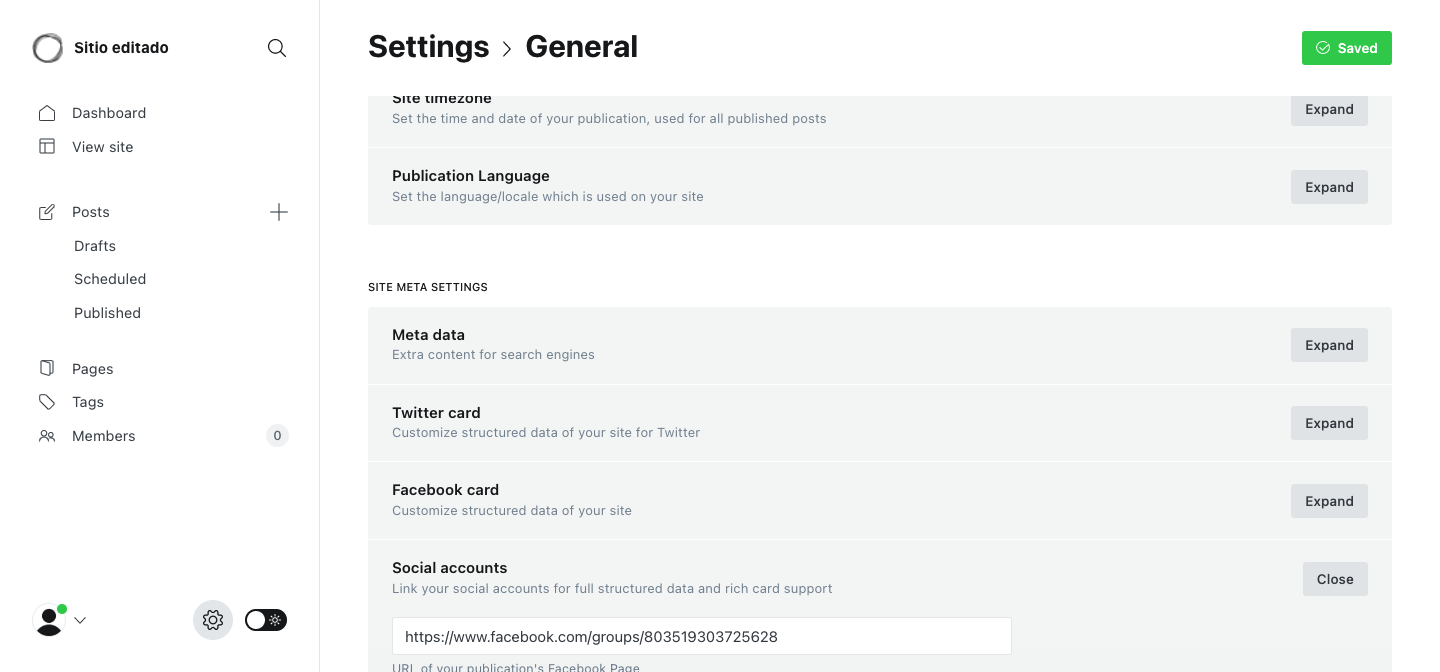 Sitio editado
Dashboard
View site
Posts
Drafts
Scheduled
Published
Pages
Tags
Members 0
Settings > General
Saved
Site timezone
Set the time and date of your publication, used for all published posts
Expand
Publication Language
Set the language/locale which is used on your site
Expand
SITE META SETTINGS
Meta data
Extra content for search engines
Expand
Twitter card
Customize structured data of your site for Twitter
Expand
Facebook card
Customize structured data of your site
Expand
Social accounts
Link your social accounts for full structured data and rich card support
Close
https://www.facebook.com/groups/803519303725628
URL of your publication's Facebook Page